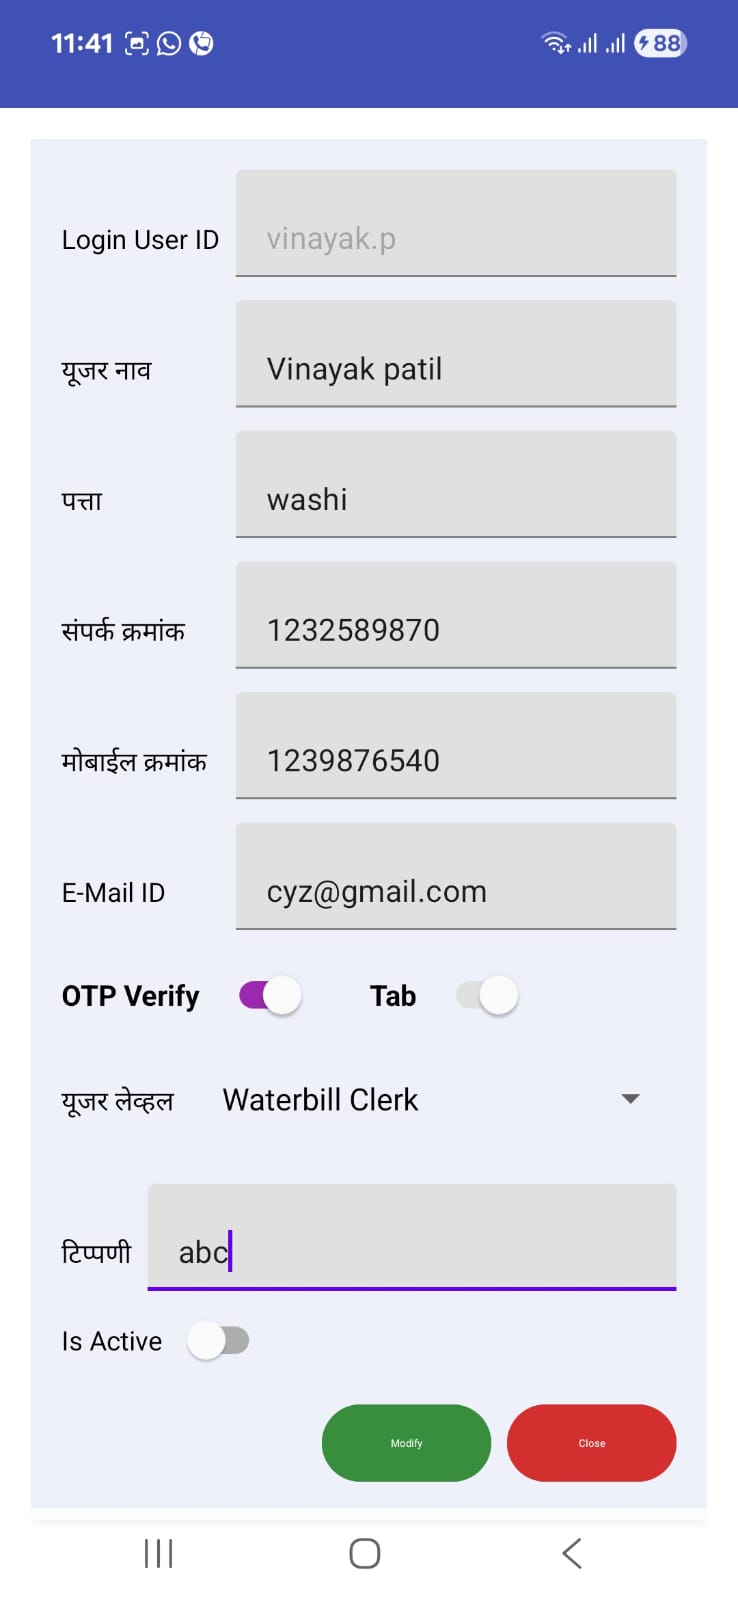 11:41 88
Login User ID vinayak.p
यूजर नाव Vinayak patil
पत्ता washi
संपर्क क्रमांक 1232589870
मोबाईल क्रमांक 1239876540
E-Mail ID cyz@gmail.com
OTP Verify Tab
यूजर लेव्हल Waterbill Clerk
टिप्पणी abc
Is Active
Modify Close